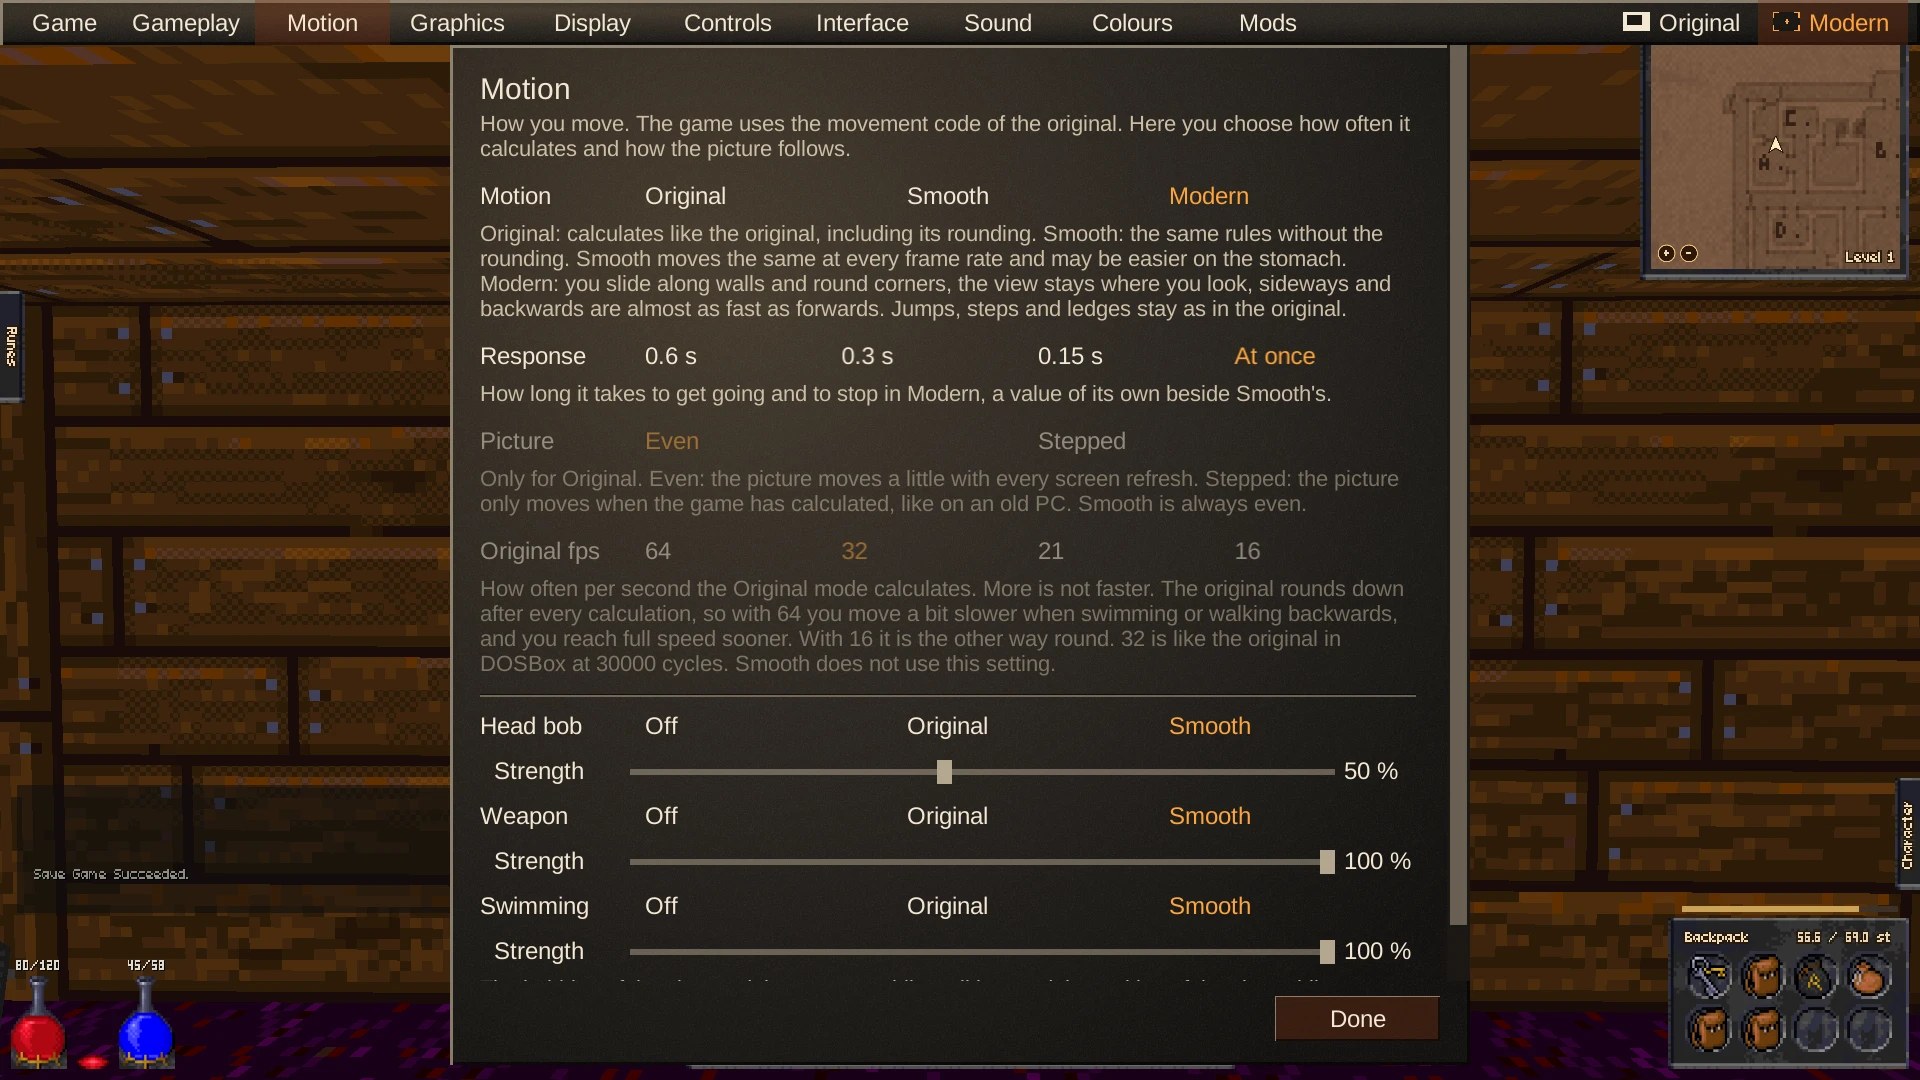 Game Gameplay Motion Graphics Display Controls Interface Sound Colours Mods Original Modern
Motion
How you move. The game uses the movement code of the original. Here you choose how often it
calculates and how the picture follows.
Motion Original Smooth Modern
Original: calculates like the original, including its rounding. Smooth: the same rules without the
rounding. Smooth moves the same at every frame rate and may be easier on the stomach.
Modern: you slide along walls and round corners, the view stays where you look, sideways and
backwards are almost as fast as forwards. Jumps, steps and ledges stay as in the original.
Response 0.6 s 0.3 s 0.15 s At once
How long it takes to get going and to stop in Modern, a value of its own beside Smooth's.
Picture Even Stepped
Only for Original. Even: the picture moves a little with every screen refresh. Stepped: the picture
only moves when the game has calculated, like on an old PC. Smooth is always even.
Original fps 64 32 21 16
How often per second the Original mode calculates. More is not faster. The original rounds down
after every calculation, so with 64 you move a bit slower when swimming or walking backwards,
and you reach full speed sooner. With 16 it is the other way round. 32 is like the original in
DOSBox at 30000 cycles. Smooth does not use this setting.
Head bob Off Original Smooth
Strength 50 %
Weapon Off Original Smooth
Strength 100 %
Swimming Off Original Smooth
Strength 100 %
Done
Runes
Save Game Succeeded.
80/120 45/58
C .
B .
A .
D .
Level 1
Character
Backpack 56.6 / 69.0 st